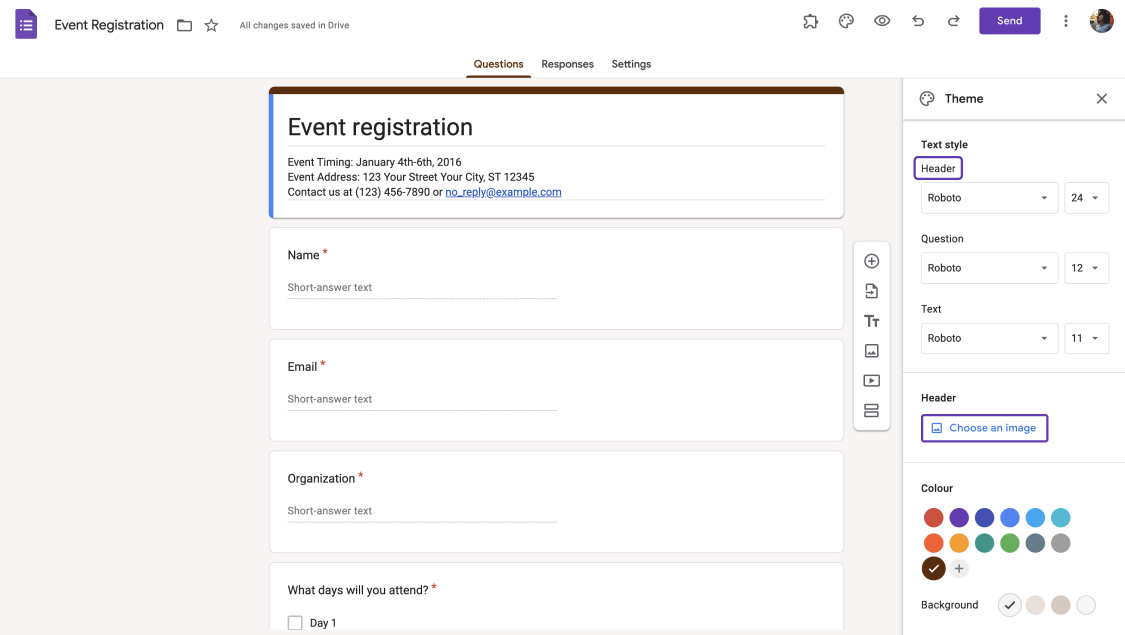 Event Registration
All changes saved in Drive
Send
Questions
Responses
Settings
Event registration
Event Timing: January 4th-6th, 2016
Event Address: 123 Your Street Your City, ST 12345
Contact us at (123) 456-7890 or no_reply@example.com
Name *
Short-answer text
Email *
Short-answer text
Organization *
Short-answer text
What days will you attend? *
Day 1
Tt
Theme
Text style
Header
Roboto
24
Question
Roboto
12
Text
Roboto
11
Header
Choose an image
Colour
Background